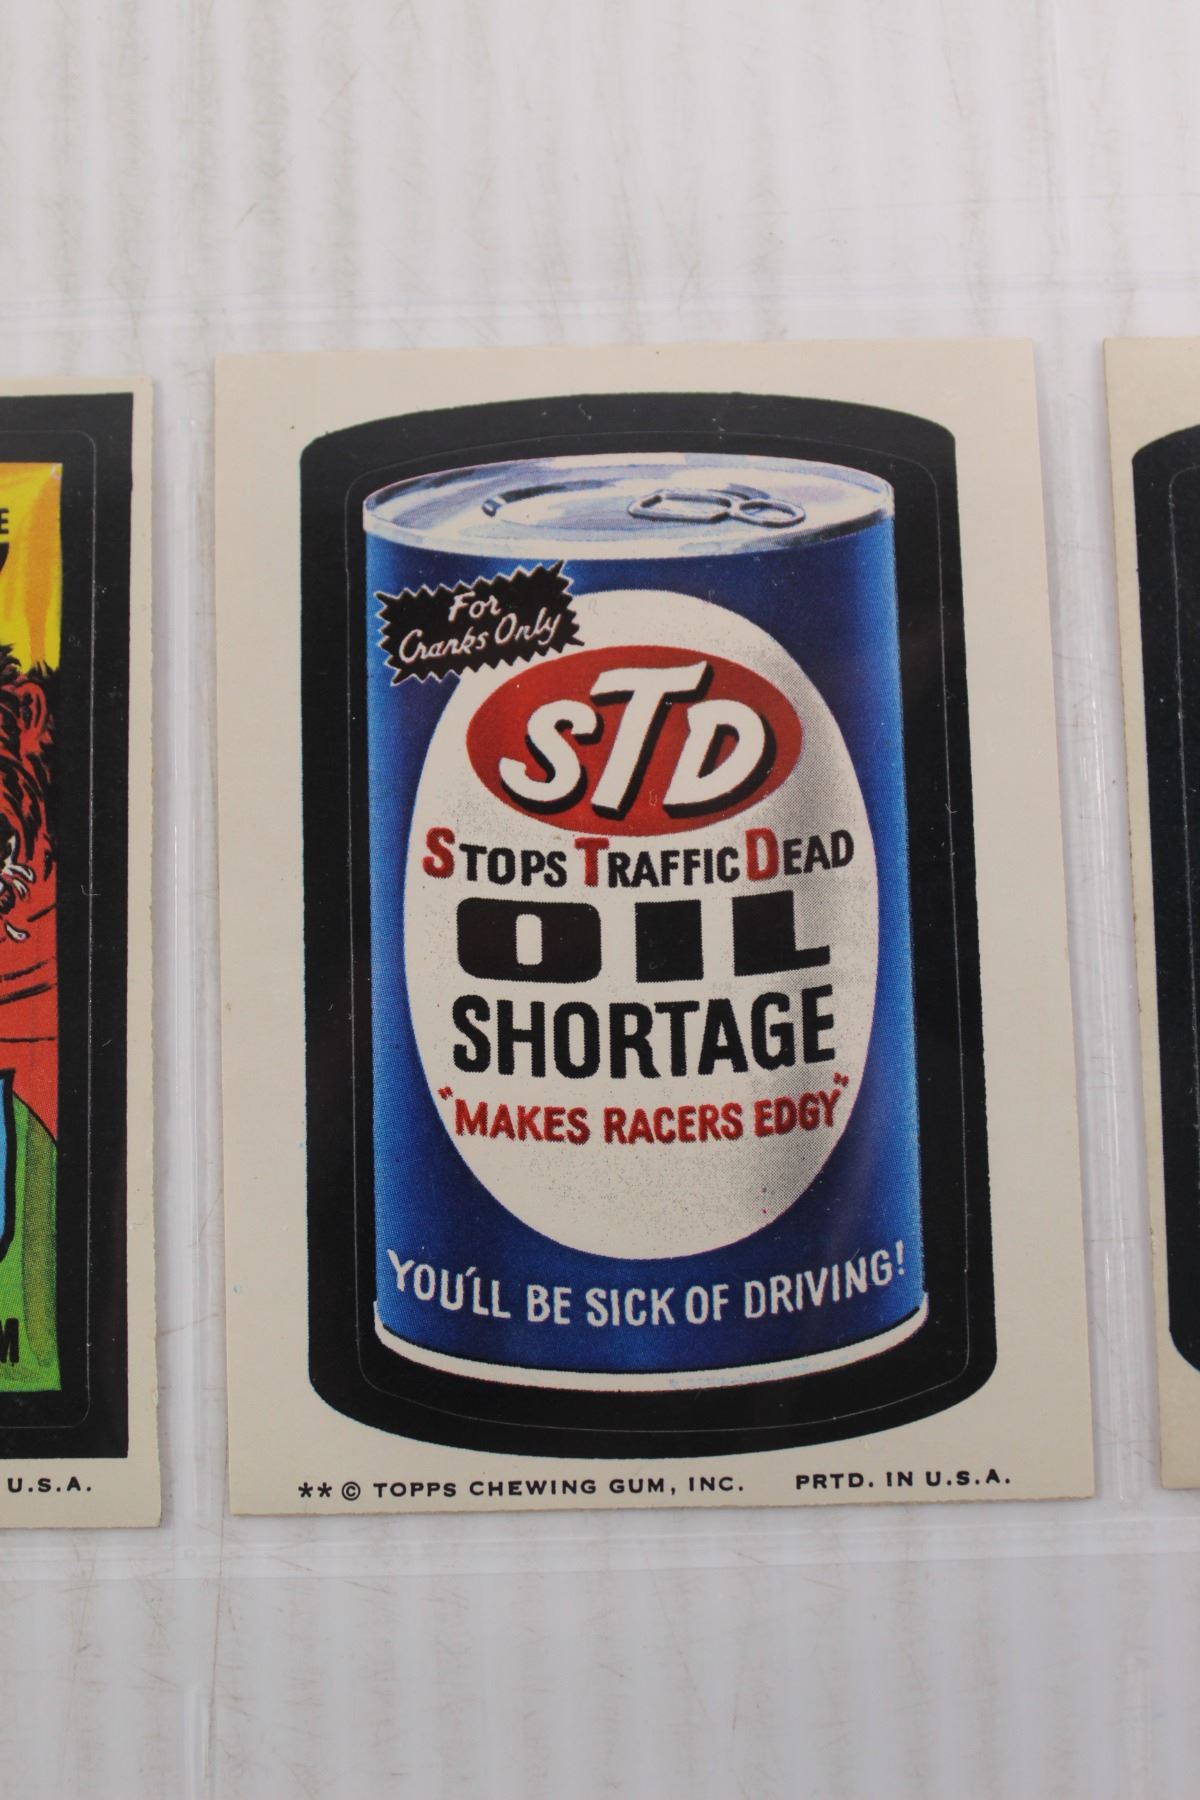 For
Cranks Only
STD
STOPS TRAFFIC DEAD
OIL
SHORTAGE
"MAKES RACERS EDGY"
YOU'LL BE SICK OF DRIVING!
** © TOPPS CHEWING GUM, INC. PRTD. IN U.S.A.
U.S.A.